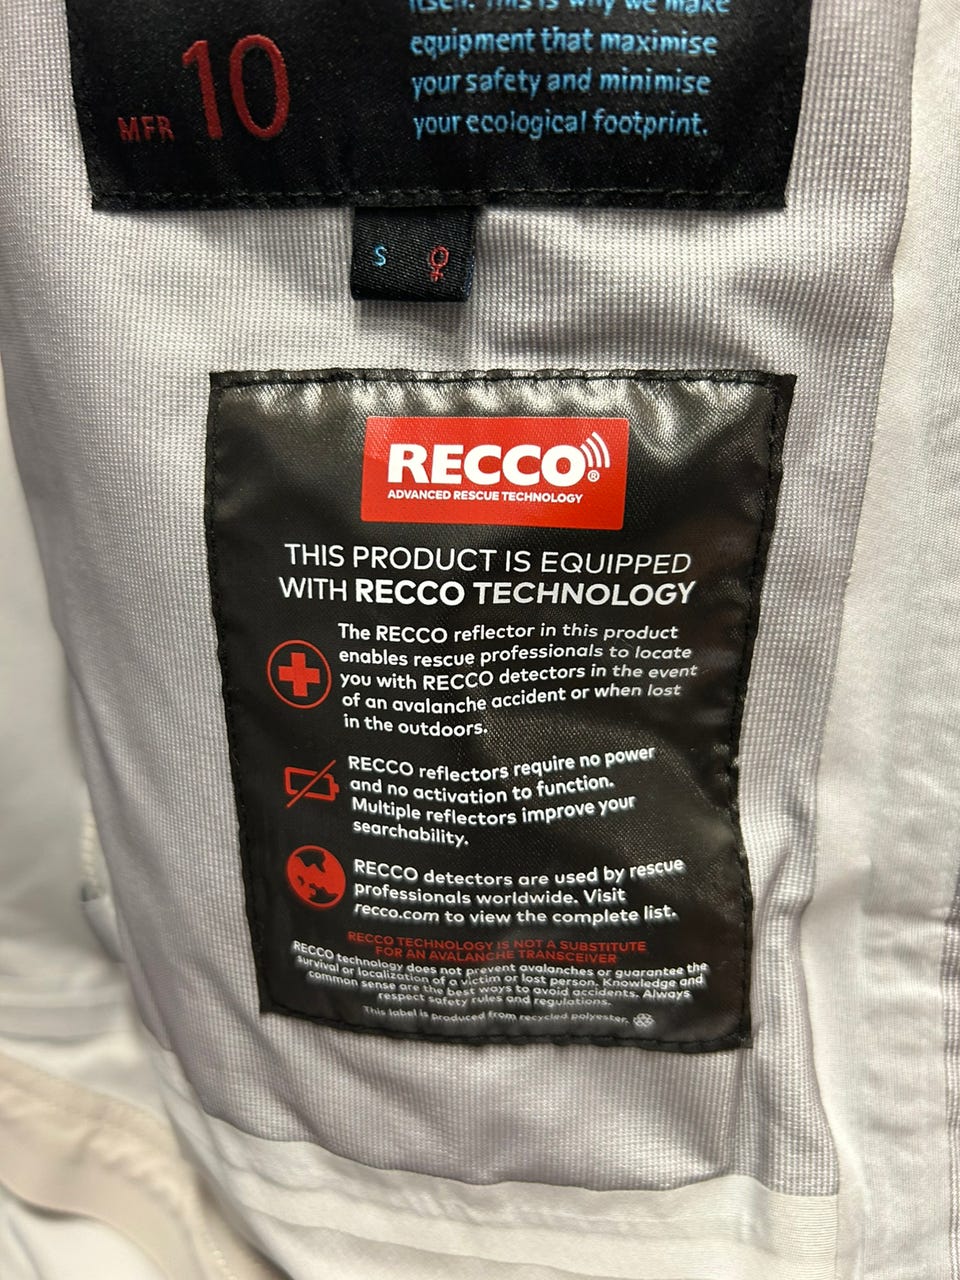 itself. This is why we make
equipment that maximise
your safety and minimise
your ecological footprint.
MFR 10
S
RECCO®
ADVANCED RESCUE TECHNOLOGY
THIS PRODUCT IS EQUIPPED
WITH RECCO TECHNOLOGY
The RECCO reflector in this product
enables rescue professionals to locate
you with RECCO detectors in the event
of an avalanche accident or when lost
in the outdoors.
RECCO reflectors require no power
and no activation to function.
Multiple reflectors improve your
searchability.
RECCO detectors are used by rescue
professionals worldwide. Visit
recco.com to view the complete list.
RECCO TECHNOLOGY IS NOT A SUBSTITUTE
FOR AN AVALANCHE TRANSCEIVER
RECCO technology does not prevent avalanches or guarantee the
survival or localization of a victim or lost person. Knowledge and
common sense are the best ways to avoid accidents. Always
respect safety rules and regulations.
This label is produced from recycled polyester.